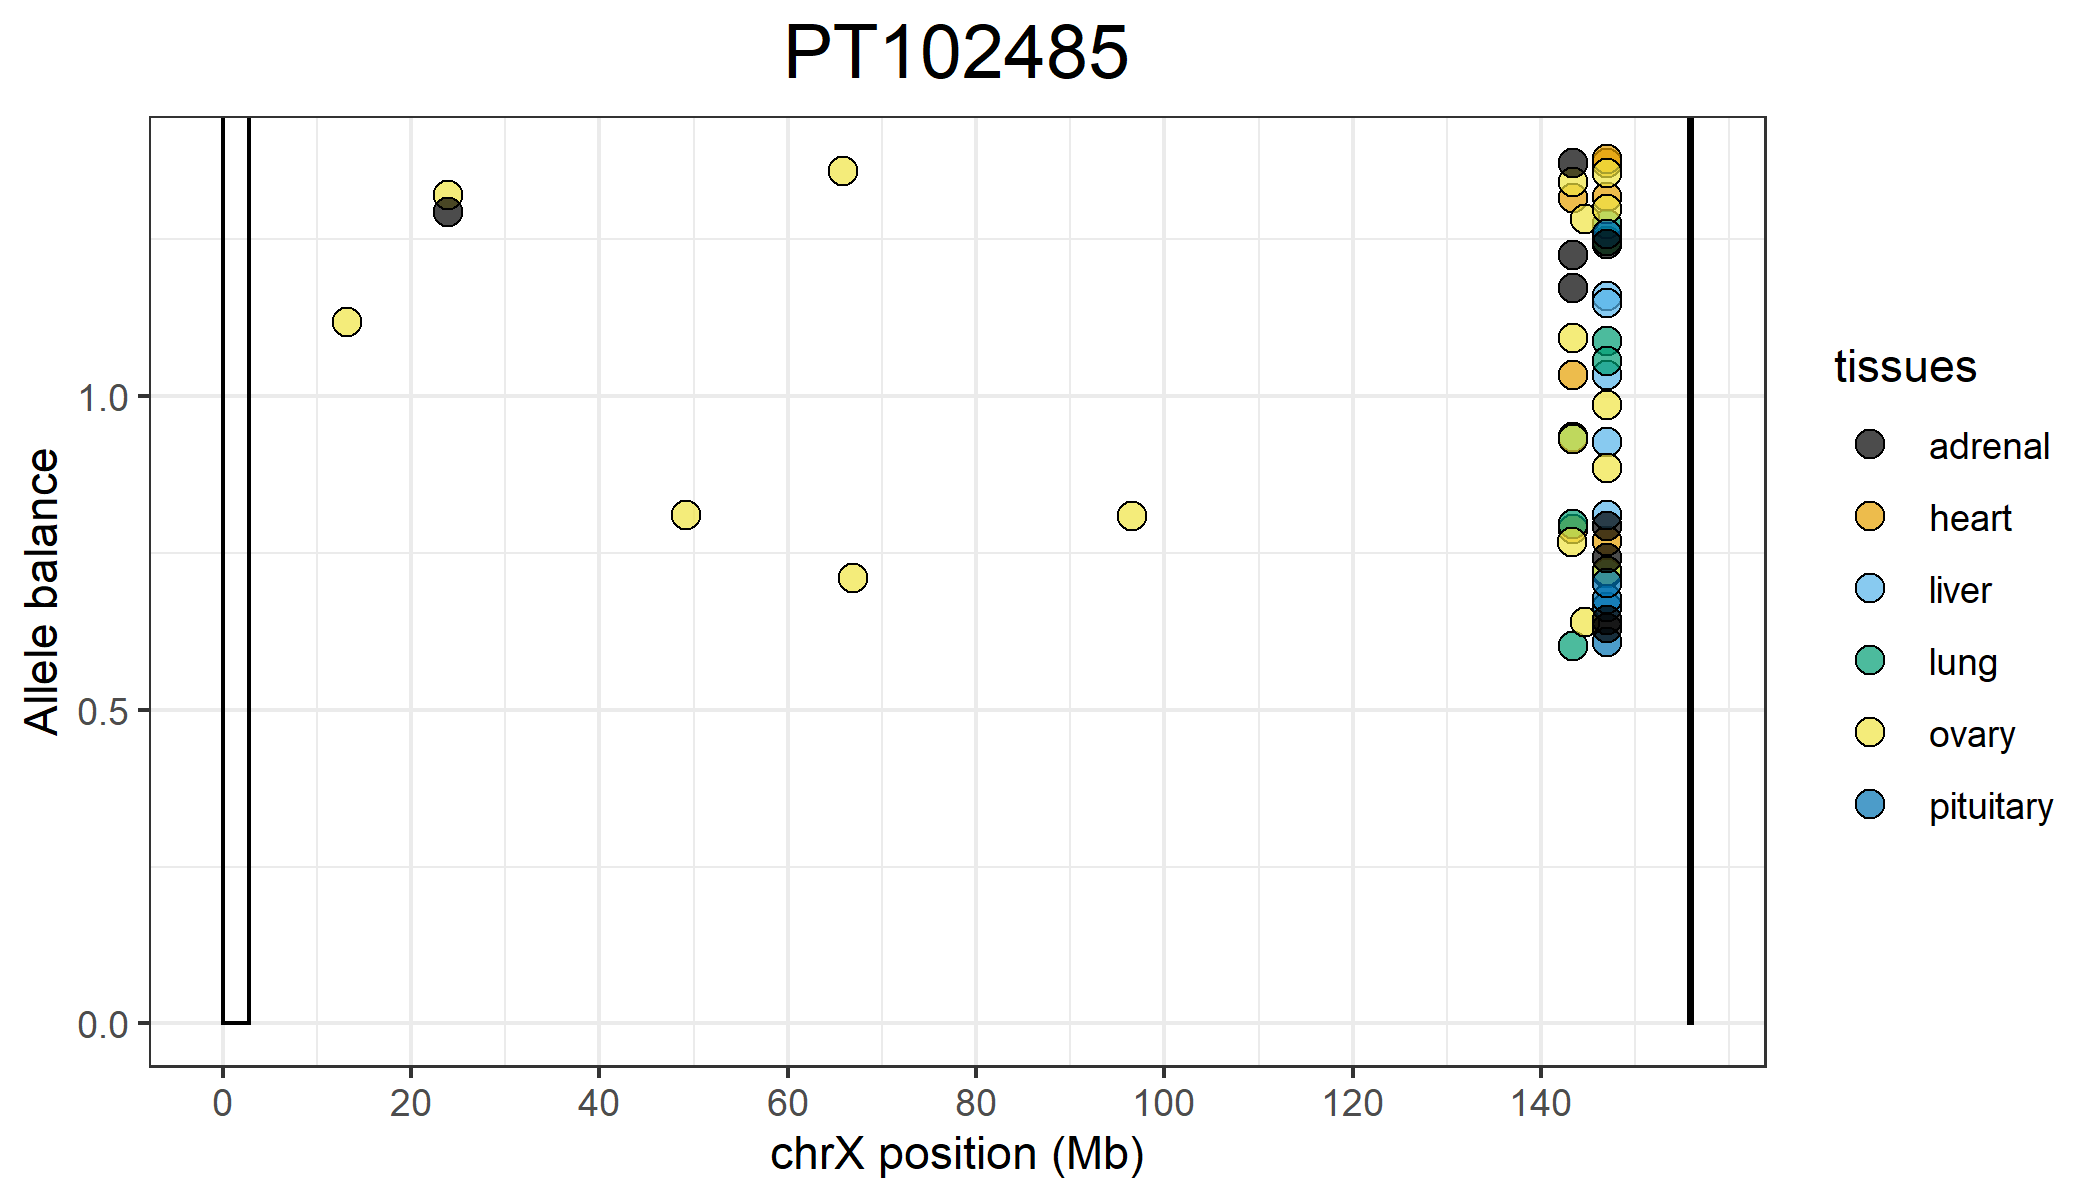 PT102485
Allele balance
1.0
0.5
0.0
0 20 40 60 80 100 120 140
chrX position (Mb)
tissues
adrenal
heart
liver
lung
ovary
pituitary